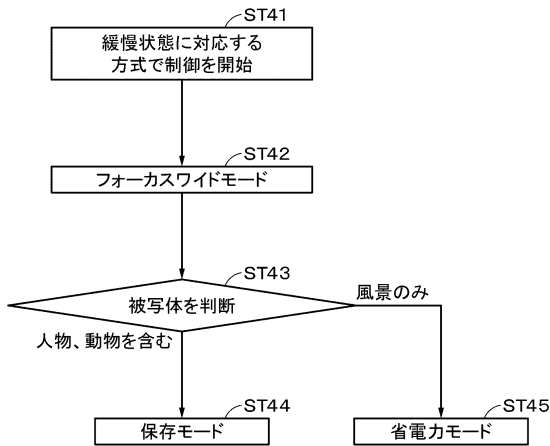 ST41
緩慢状態に対応する
方式で制御を開始
ST42
フォーカスワイドモード
ST43
被写体を判断
風景のみ
人物、動物を含む
ST44
保存モード
ST45
省電力モード